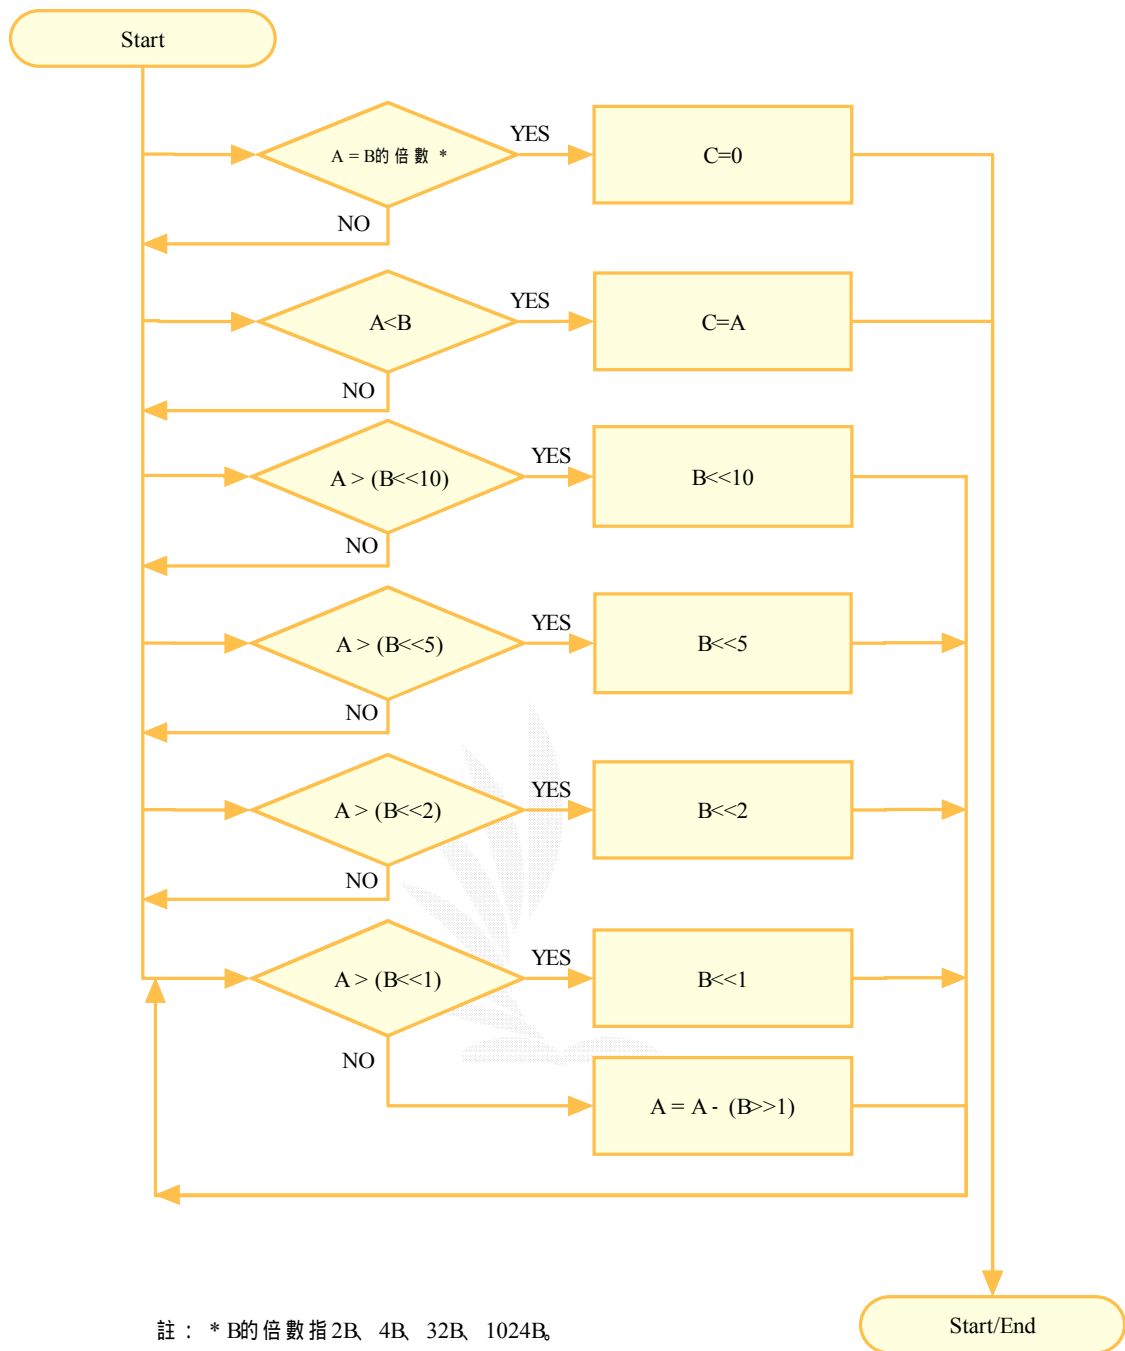 Start
A = B的倍數 *
YES
C=0
NO
A<B
YES
C=A
NO
A > (B<<10)
YES
B<<10
NO
A > (B<<5)
YES
B<<5
NO
A > (B<<2)
YES
B<<2
NO
A > (B<<1)
YES
B<<1
NO
A = A - (B>>1)
Start/End
註：* B的倍數指2B、4B、32B、1024B。